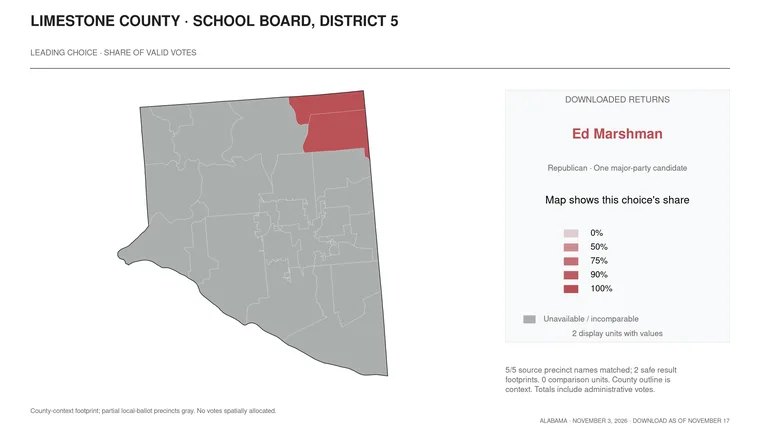 LIMESTONE COUNTY · SCHOOL BOARD, DISTRICT 5
LEADING CHOICE · SHARE OF VALID VOTES
DOWNLOADED RETURNS
Ed Marshman
Republican · One major-party candidate
Map shows this choice's share
0%
50%
75%
90%
100%
Unavailable / incomparable
2 display units with values
5/5 source precinct names matched; 2 safe result
footprints. 0 comparison units. County outline is
context. Totals include administrative votes.
County-context footprint; partial local-ballot precincts gray. No votes spatially allocated.
ALABAMA · NOVEMBER 3, 2026 · DOWNLOAD AS OF NOVEMBER 17